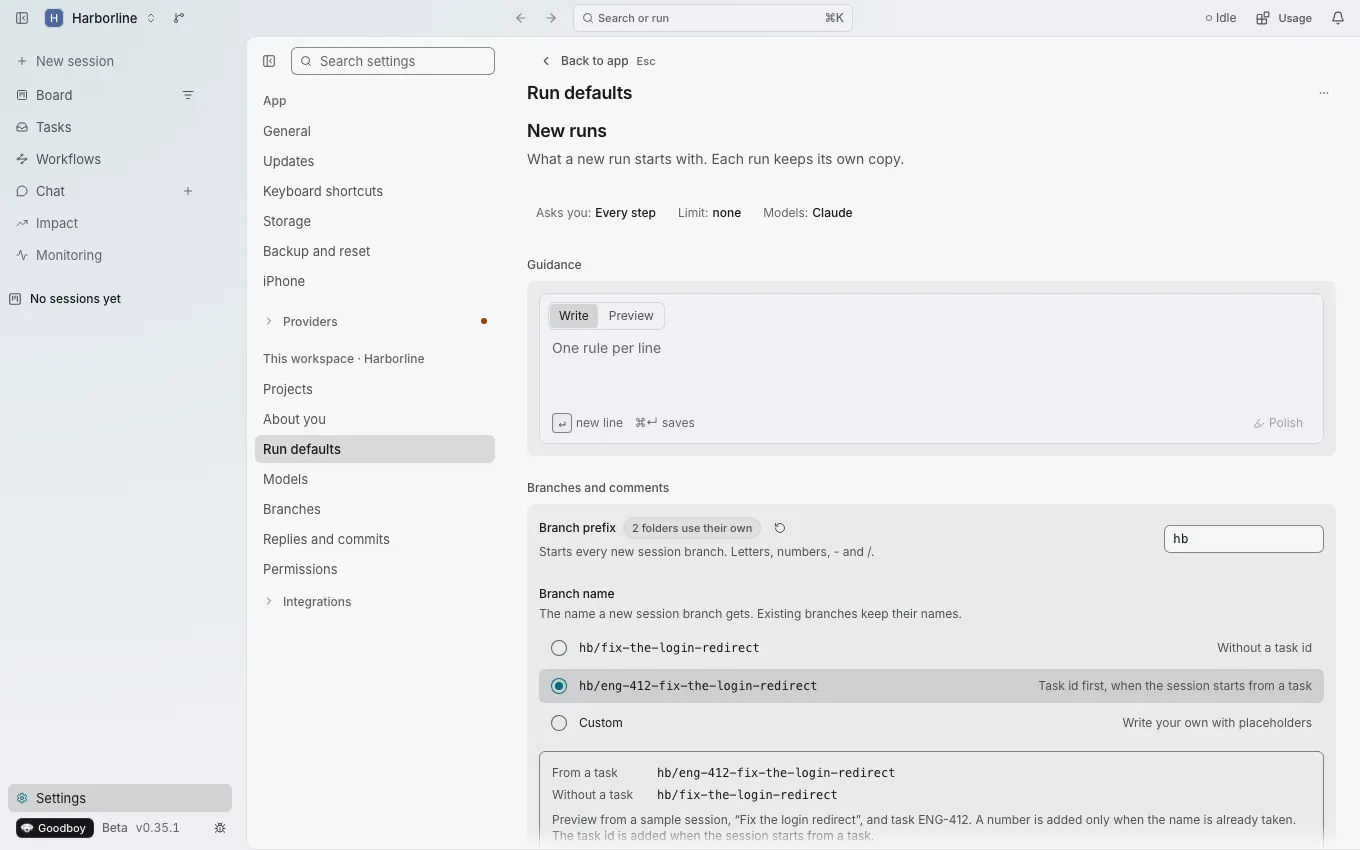 H Harborline
Search or run ⌘K
Idle
Usage
New session
Board
Tasks
Workflows
Chat
Impact
Monitoring
No sessions yet
Settings
Goodboy Beta v0.35.1
Search settings
App
General
Updates
Keyboard shortcuts
Storage
Backup and reset
iPhone
Providers
This workspace · Harborline
Projects
About you
Run defaults
Models
Branches
Replies and commits
Permissions
Integrations
Back to app Esc
Run defaults
New runs
What a new run starts with. Each run keeps its own copy.
Asks you: Every step Limit: none Models: Claude
Guidance
Write Preview
One rule per line
↵ new line ⌘↵ saves Polish
Branches and comments
Branch prefix 2 folders use their own
hb
Starts every new session branch. Letters, numbers, - and /.
Branch name
The name a new session branch gets. Existing branches keep their names.
hb/fix-the-login-redirect Without a task id
hb/eng-412-fix-the-login-redirect Task id first, when the session starts from a task
Custom Write your own with placeholders
From a task hb/eng-412-fix-the-login-redirect
Without a task hb/fix-the-login-redirect
Preview from a sample session, “Fix the login redirect”, and task ENG-412. A number is added only when the name is already taken.
The task id is added when the session starts from a task.